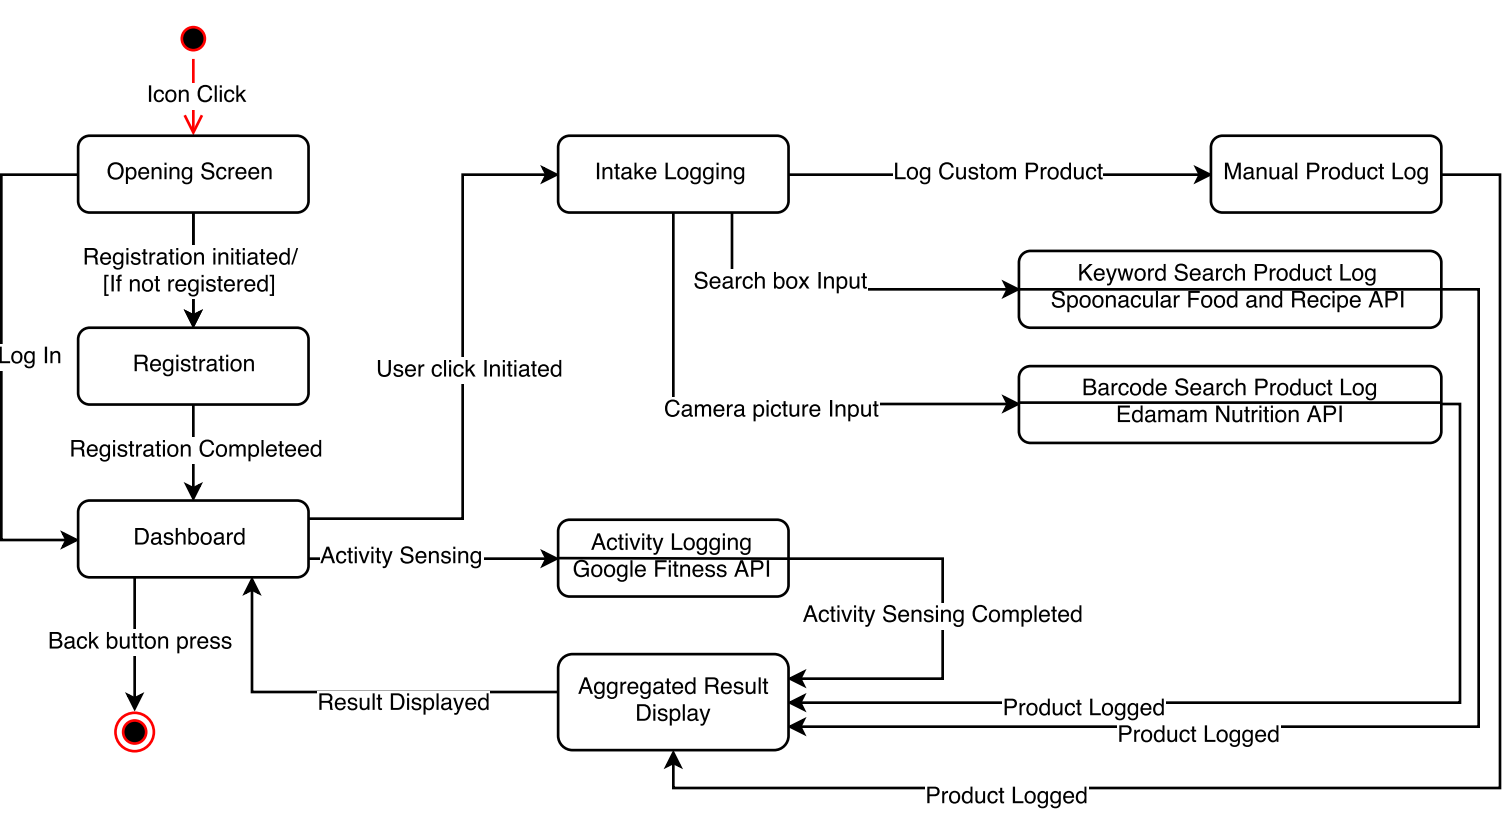 Icon Click
Opening Screen
Intake Logging
Log Custom Product
Manual Product Log
Registration initiated/
[If not registered]
Search box Input
Keyword Search Product Log
Spoonacular Food and Recipe API
Log In
Registration
User click Initiated
Camera picture Input
Barcode Search Product Log
Edamam Nutrition API
Registration Completeed
Dashboard
Activity Sensing
Activity Logging
Google Fitness API
Activity Sensing Completed
Back button press
Result Displayed
Aggregated Result
Display
Product Logged
Product Logged
Product Logged